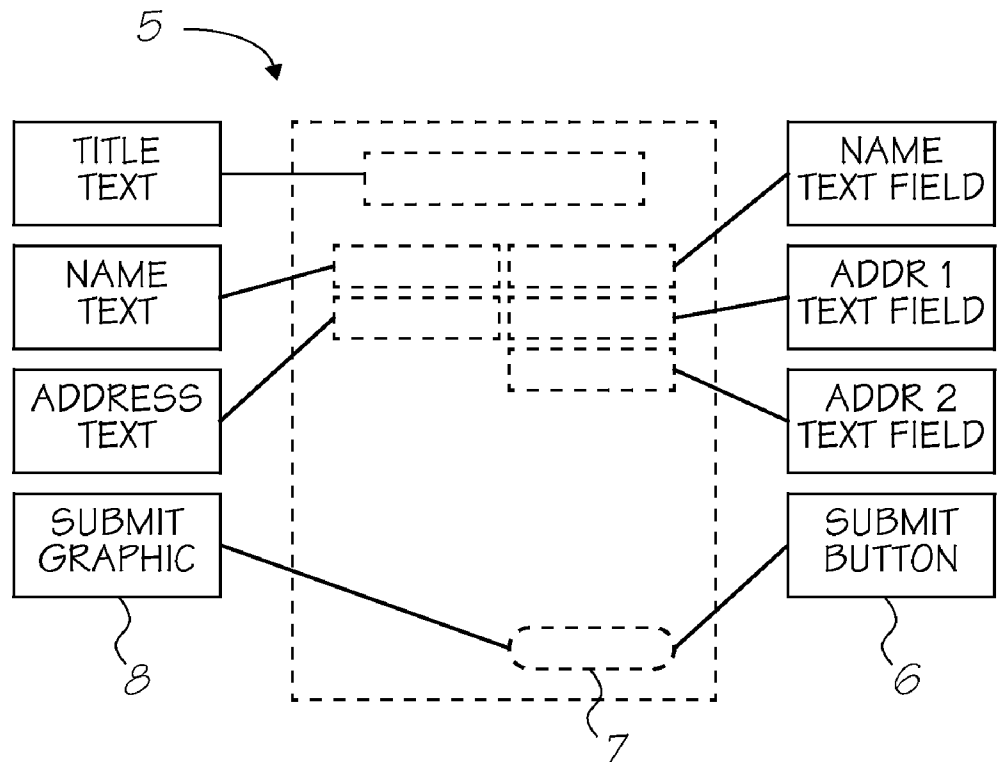 5
TITLE
TEXT
NAME
TEXT FIELD
NAME
TEXT
ADDR 1
TEXT FIELD
ADDRESS
TEXT
ADDR 2
TEXT FIELD
SUBMIT
GRAPHIC
SUBMIT
BUTTON
8
7
6